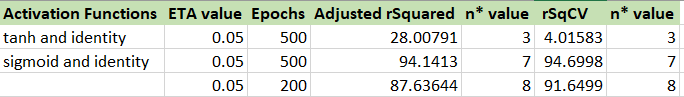 Activation Functions ETA value Epochs Adjusted rSquared n* value rSqCV n* value
tanh and identity 0.05 500 28.00791 3 4.01583 3
sigmoid and identity 0.05 500 94.1413 7 94.6998 7
0.05 200 87.63644 8 91.6499 8